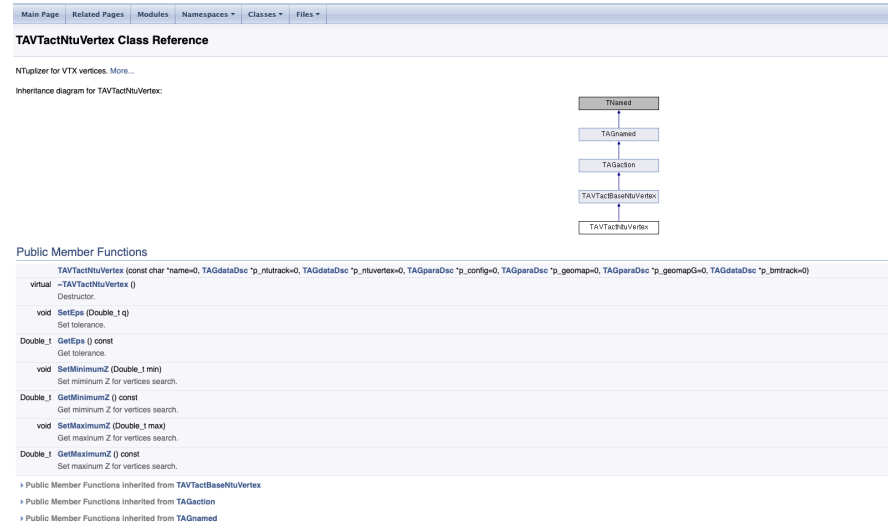 Main Page Related Pages Modules Namespaces Classes Files
TAVTactNtuVertex Class Reference
NTuplizer for VTX vertices. More...
Inheritance diagram for TAVTactNtuVertex:
TNamed
TAGnamed
TAGaction
TAVTactBaseNtuVertex
TAVTactNtuVertex
Public Member Functions
TAVTactNtuVertex (const char *name=0, TAGdataDsc *p_ntutrack=0, TAGdataDsc *p_ntuvertex=0, TAGparaDsc *p_config=0, TAGparaDsc *p_geomap=0, TAGparaDsc *p_geomapG=0, TAGdataDsc *p_bmtrack=0)
virtual ~TAVTactNtuVertex ()
Destructor.
void SetEps (Double_t q)
Set tolerance.
Double_t GetEps () const
Get tolerance.
void SetMinimumZ (Double_t min)
Set miminum Z for vertices search.
Double_t GetMinimumZ () const
Get miminum Z for vertices search.
void SetMaximumZ (Double_t max)
Get maxinum Z for vertices search.
Double_t GetMaximumZ () const
Set maxinum Z for vertices search.
Public Member Functions inherited from TAVTactBaseNtuVertex
Public Member Functions inherited from TAGaction
Public Member Functions inherited from TAGnamed